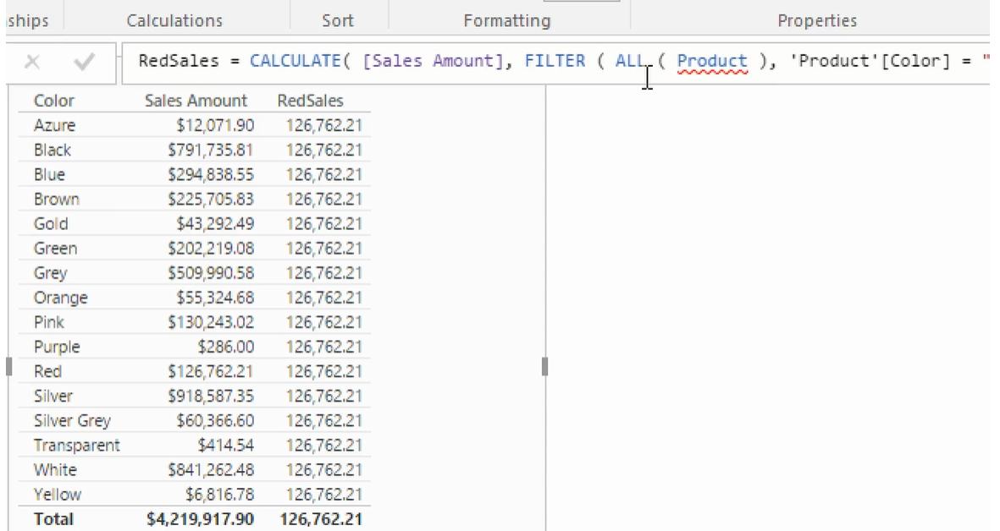 ships Calculations Sort Formatting Properties
RedSales = CALCULATE( [Sales Amount], FILTER ( ALL ( Product ), 'Product'[Color] = "
Color Sales Amount RedSales
Azure $12,071.90 126,762.21
Black $791,735.81 126,762.21
Blue $294,838.55 126,762.21
Brown $225,705.83 126,762.21
Gold $43,292.49 126,762.21
Green $202,219.08 126,762.21
Grey $509,990.58 126,762.21
Orange $55,324.68 126,762.21
Pink $130,243.02 126,762.21
Purple $286.00 126,762.21
Red $126,762.21 126,762.21
Silver $918,587.35 126,762.21
Silver Grey $60,366.60 126,762.21
Transparent $414.54 126,762.21
White $841,262.48 126,762.21
Yellow $6,816.78 126,762.21
Total $4,219,917.90 126,762.21